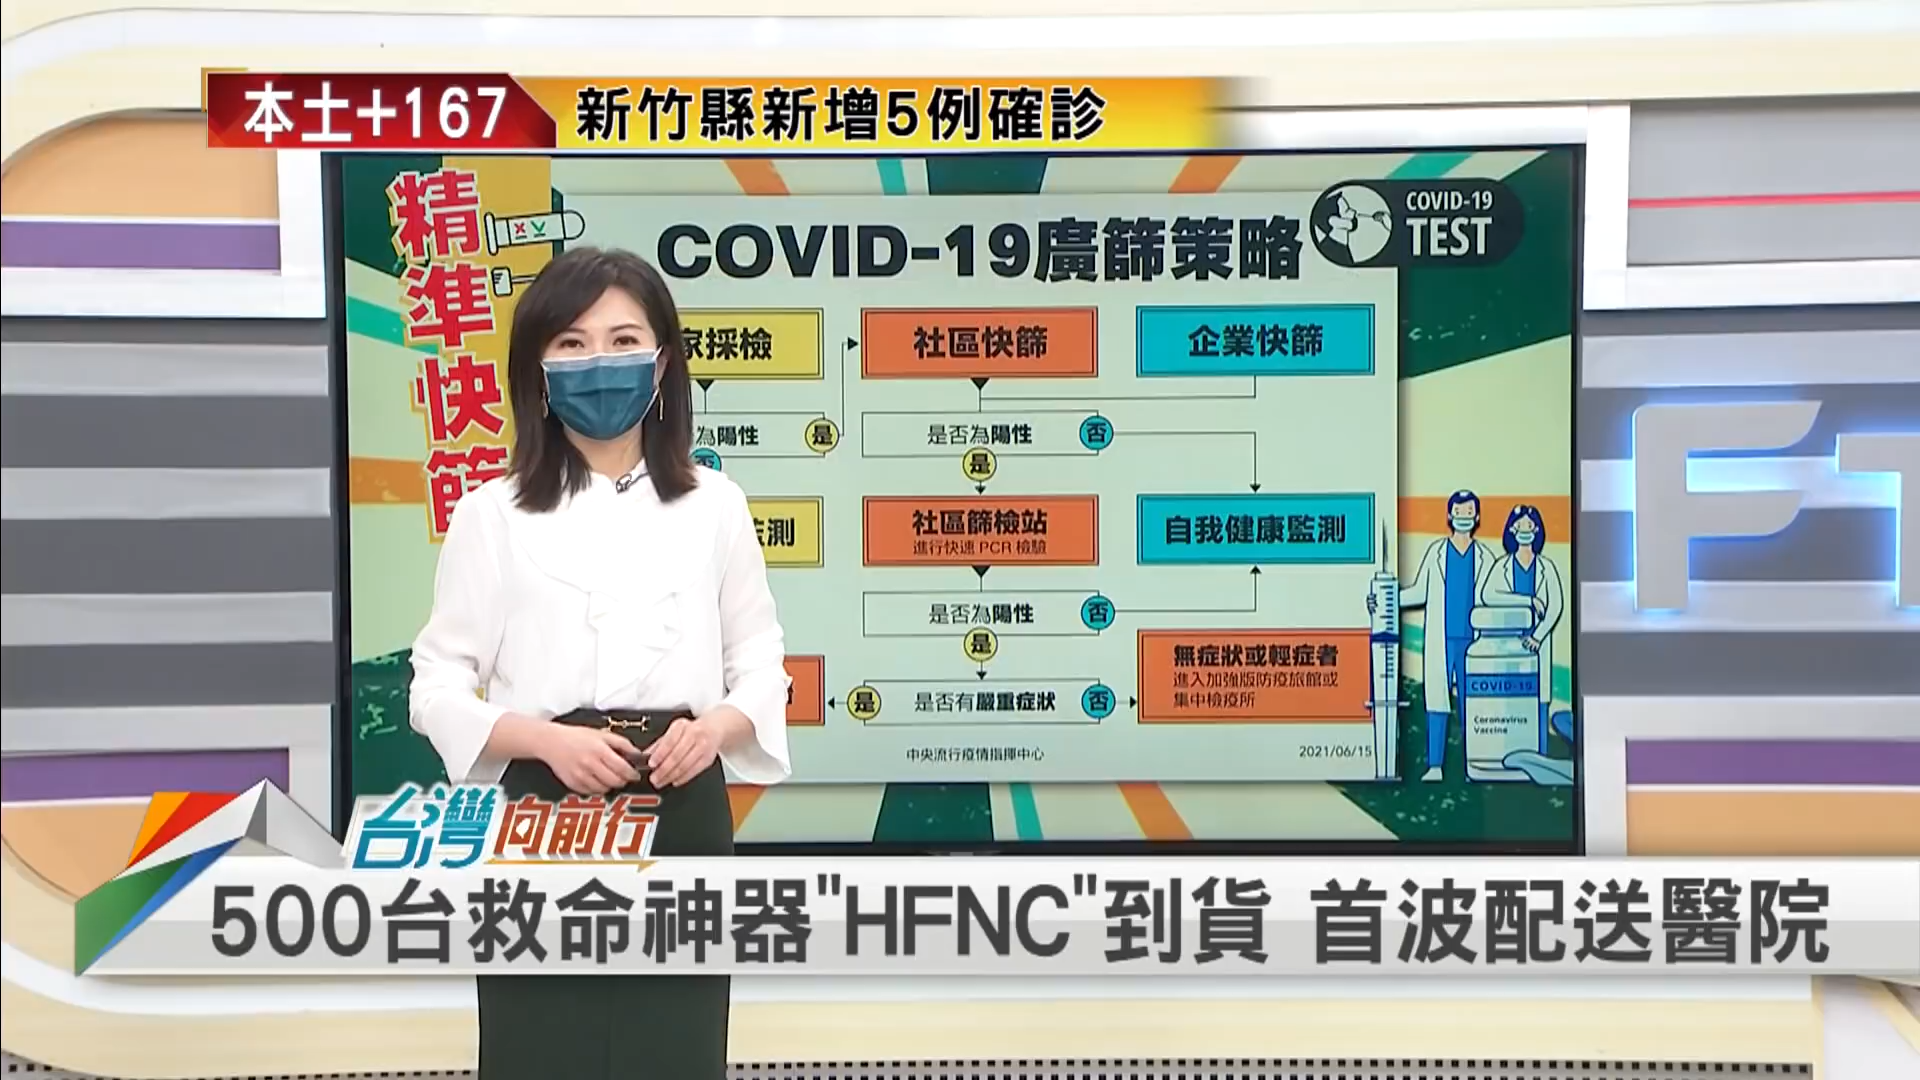 本土+167
新竹縣新增5例確診
精準快篩
COVID-19廣篩策略
COVID-19
TEST
家採檢
社區快篩
企業快篩
為陽性
是
否
是否為陽性
否
是
測
社區篩檢站
進行快速 PCR 檢驗
自我健康監測
是否為陽性
否
是
是
是否有嚴重症狀
否
無症狀或輕症者
進入加強版防疫旅館或
集中檢疫所
中央流行疫情指揮中心
2021/06/15
COVID-19
Coronavirus
Vaccine
FT
台灣向前行
500台救命神器"HFNC"到貨 首波配送醫院